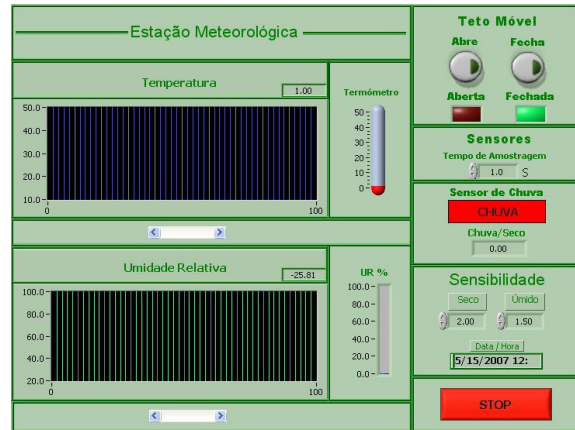 Estação Meteorológica
Temperatura
1.00
50.0
40.0
30.0
20.0
10.0
0
100
Termómetro
50
40
30
20
10
0
Umidade Relativa
-25.81
100.0
80.0
60.0
40.0
20.0
0
100
UR %
100.0
80.0
60.0
40.0
20.0
0.0
Teto Móvel
Abre Fecha
Aberta Fechada
Sensores
Tempo de Amostragem
1.0 S
Sensor de Chuva
CHUVA
Chuva/Seco
0.00
Sensibilidade
Seco Úmido
2.00 1.50
Data / Hora
5/15/2007 12:
STOP